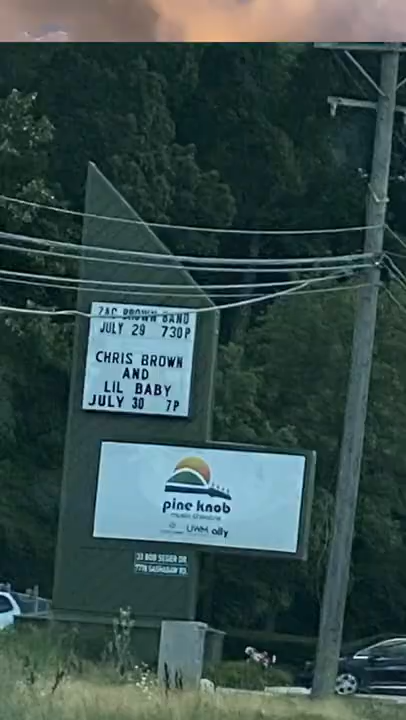 ZAC BROWN BAND
JULY 29 730P
CHRIS BROWN
AND
LIL BABY
JULY 30 7P
pine knob
music theatre
UWM ally
33 BOB SEGER DR
7778 SASHABAW RD.